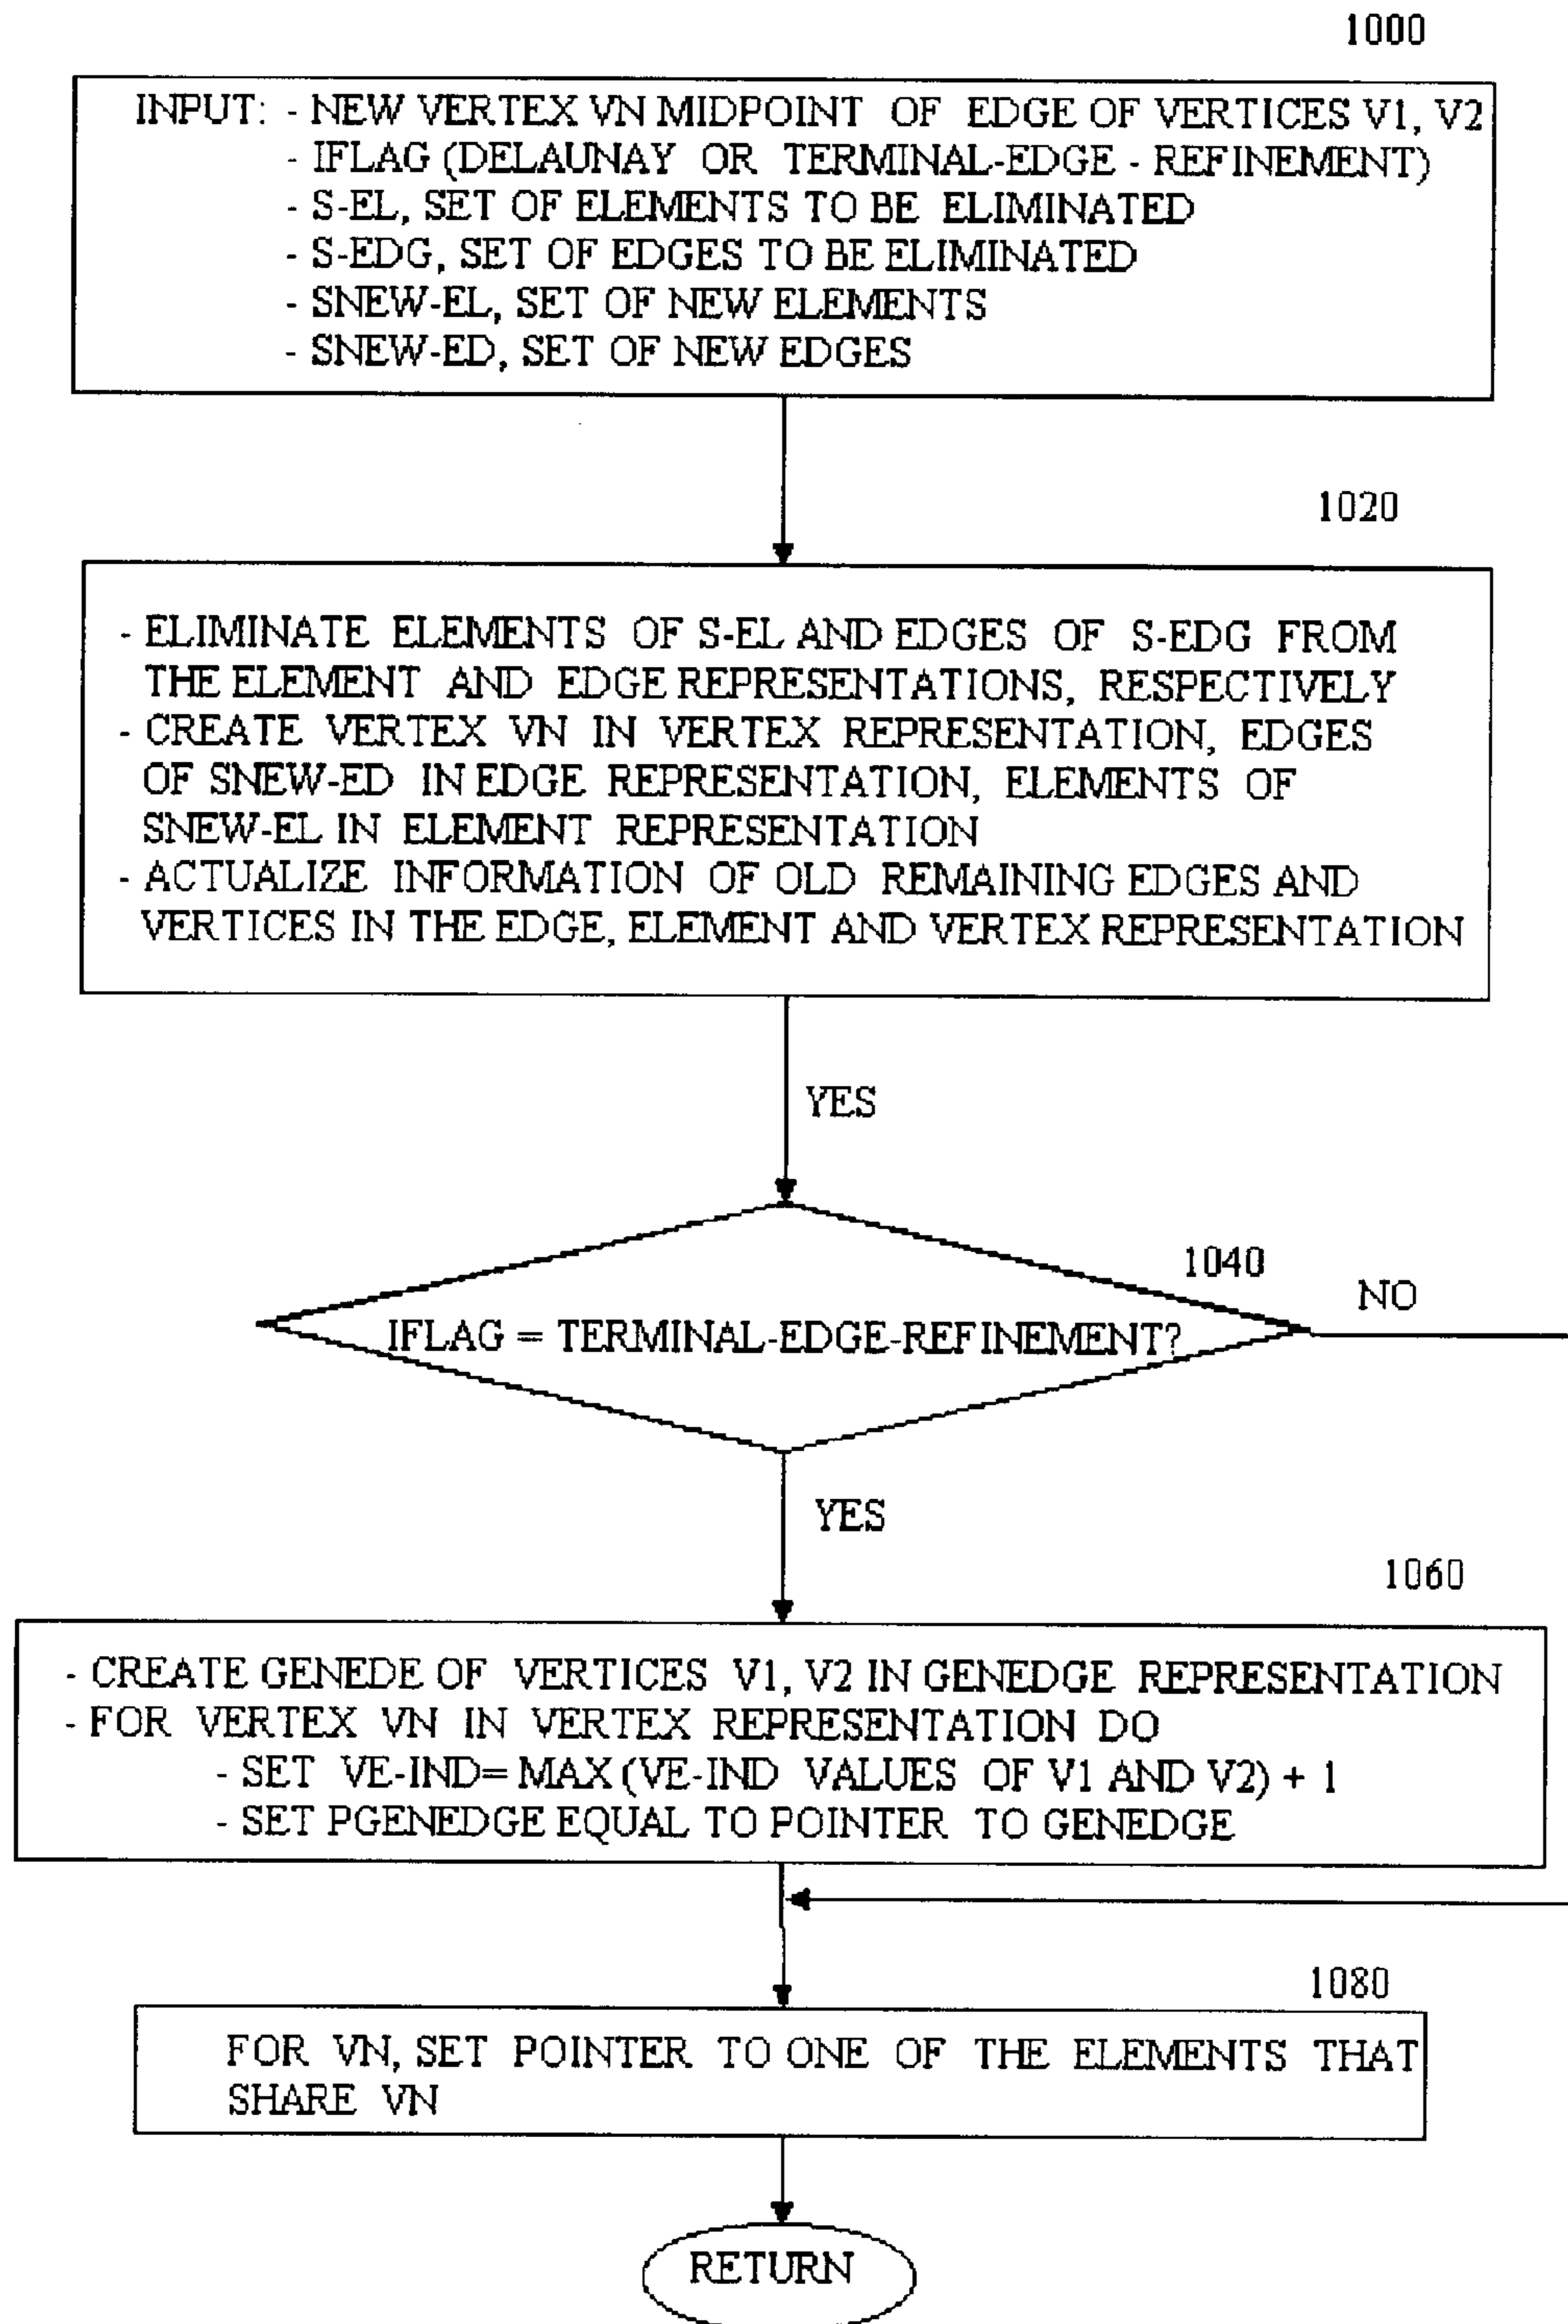 1000
INPUT: - NEW VERTEX VN MIDPOINT OF EDGE OF VERTICES V1, V2
- IFLAG (DELAUNAY OR TERMINAL-EDGE - REFINEMENT)
- S-EL, SET OF ELEMENTS TO BE ELIMINATED
- S-EDG, SET OF EDGES TO BE ELIMINATED
- SNEW-EL, SET OF NEW ELEMENTS
- SNEW-ED, SET OF NEW EDGES
1020
- ELIMINATE ELEMENTS OF S-EL AND EDGES OF S-EDG FROM
THE ELEMENT AND EDGE REPRESENTATIONS, RESPECTIVELY
- CREATE VERTEX VN IN VERTEX REPRESENTATION, EDGES
OF SNEW-ED IN EDGE REPRESENTATION, ELEMENTS OF
SNEW-EL IN ELEMENT REPRESENTATION
- ACTUALIZE INFORMATION OF OLD REMAINING EDGES AND
VERTICES IN THE EDGE, ELEMENT AND VERTEX REPRESENTATION
YES
1040
NO
IFLAG = TERMINAL-EDGE-REFINEMENT?
YES
1060
- CREATE GENEDE OF VERTICES V1, V2 IN GENEDGE REPRESENTATION
- FOR VERTEX VN IN VERTEX REPRESENTATION DO
- SET VE-IND= MAX (VE-IND VALUES OF V1 AND V2) + 1
- SET PGENEDGE EQUAL TO POINTER TO GENEDGE
1080
FOR VN, SET POINTER TO ONE OF THE ELEMENTS THAT
SHARE VN
RETURN